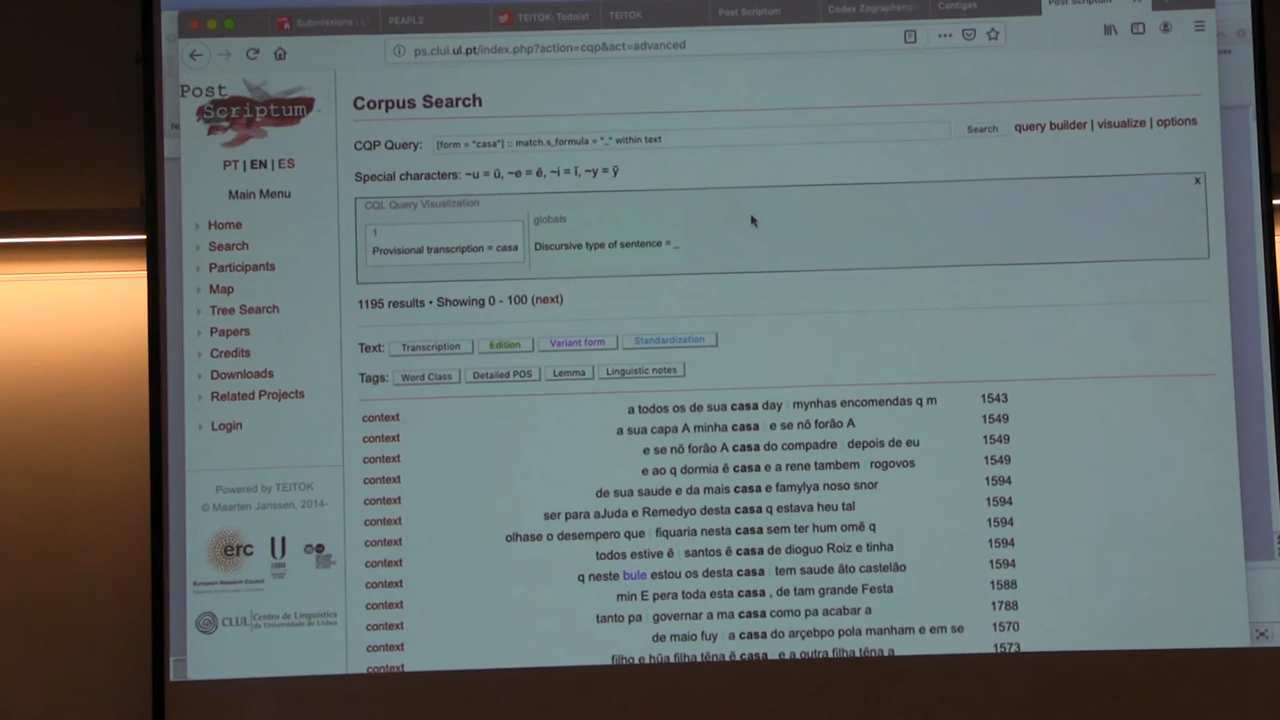 Submissions | L
PEAPL2
TEITOK: Todoist
TEITOK
Post Scriptum
Codex Zographensis
Cantigas
Post Scriptum
ps.clul.ul.pt/index.php?action=cqp&act=advanced
Post
Scriptum
PT | EN | ES
Main Menu
Home
Search
Participants
Map
Tree Search
Papers
Credits
Downloads
Related Projects
Login
Powered by TEITOK
© Maarten Janssen, 2014-
erc
European Research Council
CLUL Centro de Linguística
da Universidade de Lisboa
Corpus Search
CQP Query: [form = "casa"] :: match.s_formula = "_" within text Search query builder | visualize | options
Special characters: ~u = ũ, ~e = ẽ, ~i = ĩ, ~y = ỹ
CQL Query Visualization x
1
Provisional transcription = casa
globals
Discursive type of sentence = _
1195 results • Showing 0 - 100 (next)
Text: Transcription Edition Variant form Standardization
Tags: Word Class Detailed POS Lemma Linguistic notes
context a todos os de sua casa day mynhas encomendas q m 1543
context a sua capa A minha casa e se nõ forão A 1549
context e se nõ forão A casa do compadre depois de eu 1549
context e ao q dormia ẽ casa e a rene tambem rogovos 1549
context de sua saude e da mais casa e famylya noso snor 1594
context ser para aJuda e Remedyo desta casa q estava heu tal 1594
context olhase o desempero que fiquaria nesta casa sem ter hum omẽ q 1594
context todos estive ẽ santos ẽ casa de dioguo Roiz e tinha 1594
context q neste bule estou os desta casa tem saude ãto castelão 1594
context min E pera toda esta casa , de tam grande Festa 1588
context tanto pa governar a ma casa como pa acabar a 1788
context de maio fuy a casa do arçebpo pola manham e em se 1570
context filho e hũa filha tẽna ẽ casa e a outra filha tẽna a 1573